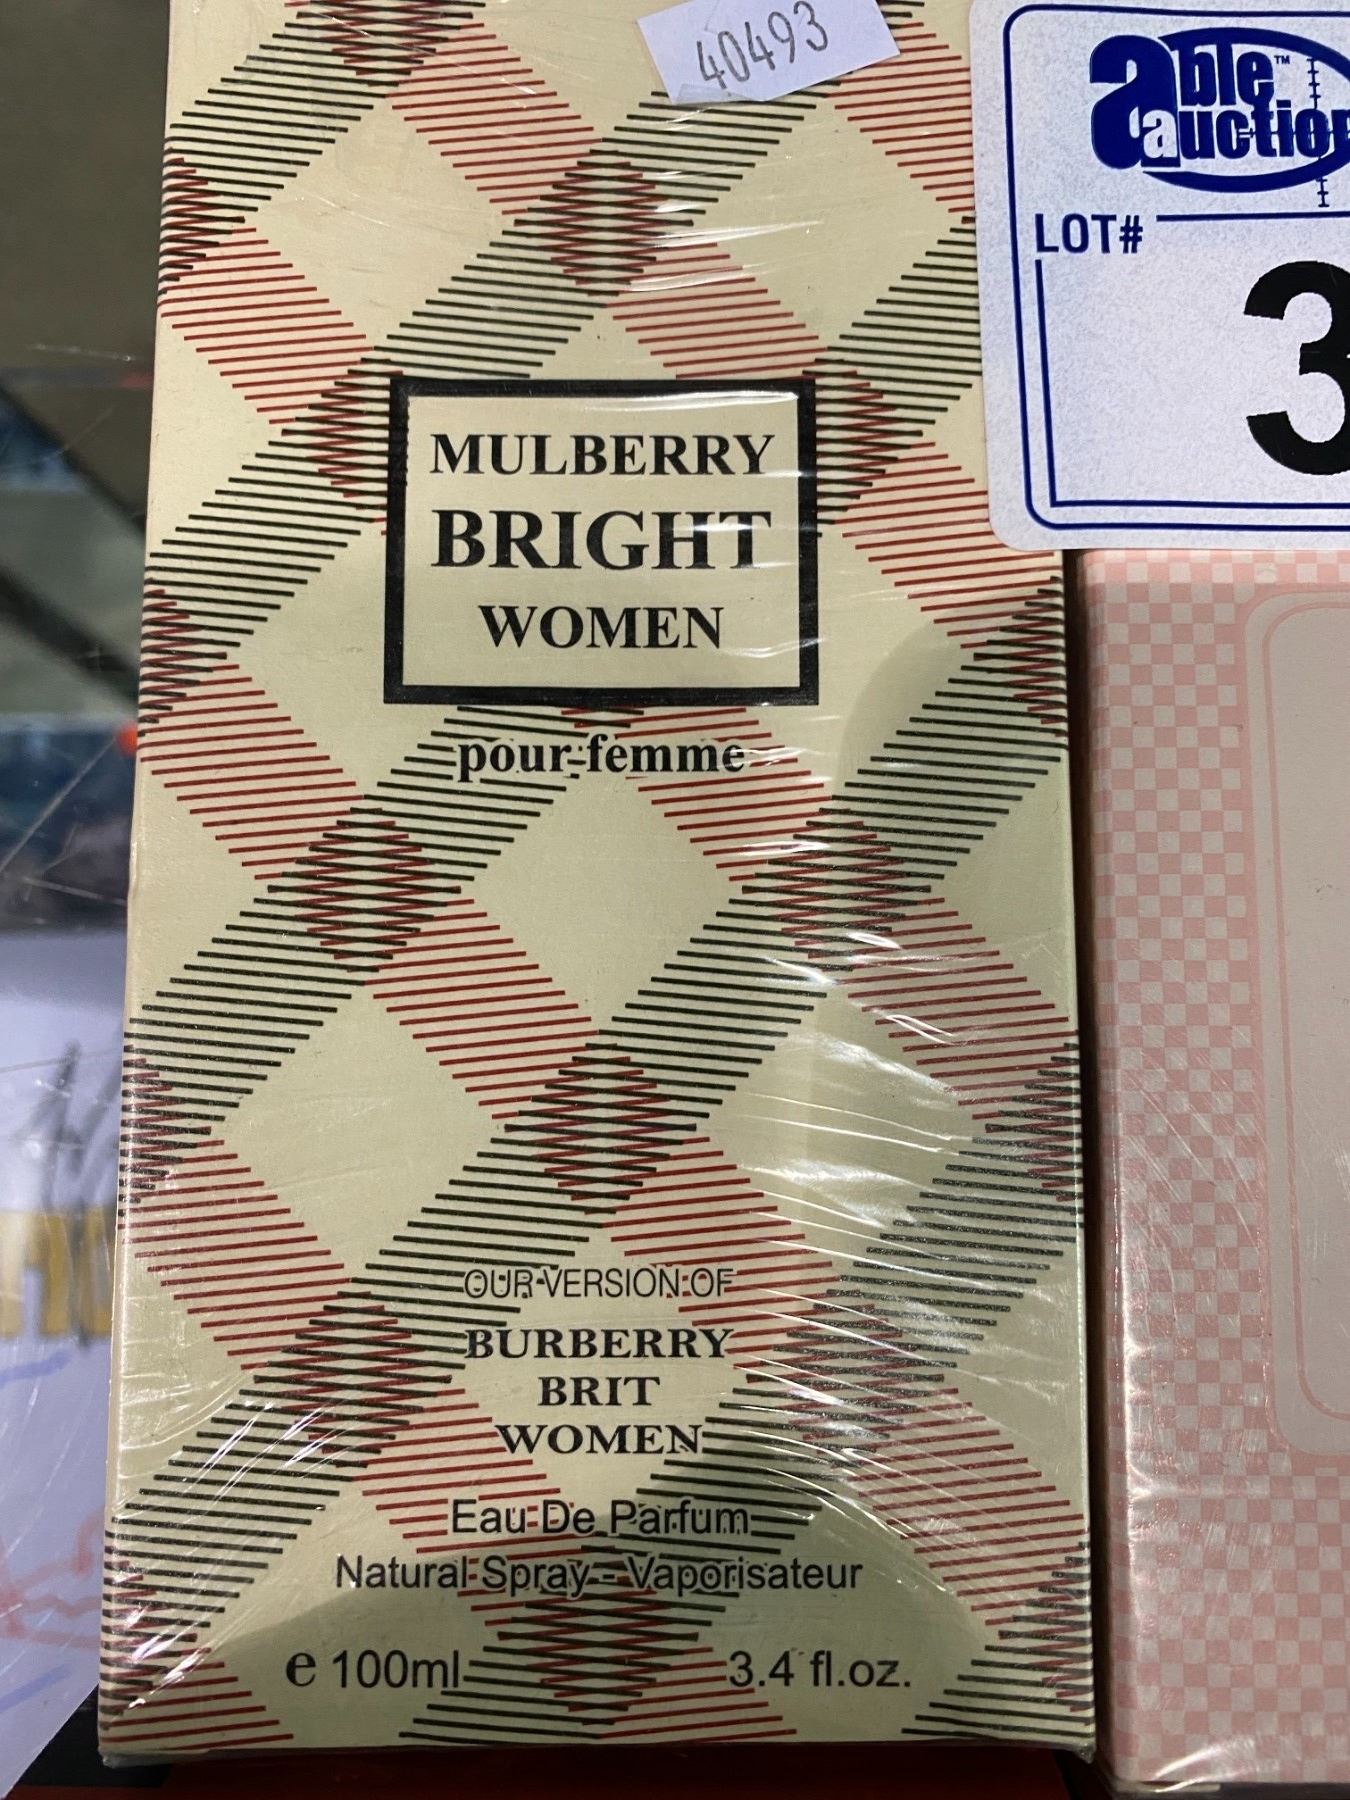 40493
able™
auction
LOT#
3
MULBERRY
BRIGHT
WOMEN
pour femme
OUR VERSION OF
BURBERRY
BRIT
WOMEN
Eau De Parfum
Natural Spray - Vaporisateur
e 100ml 3.4 fl.oz.